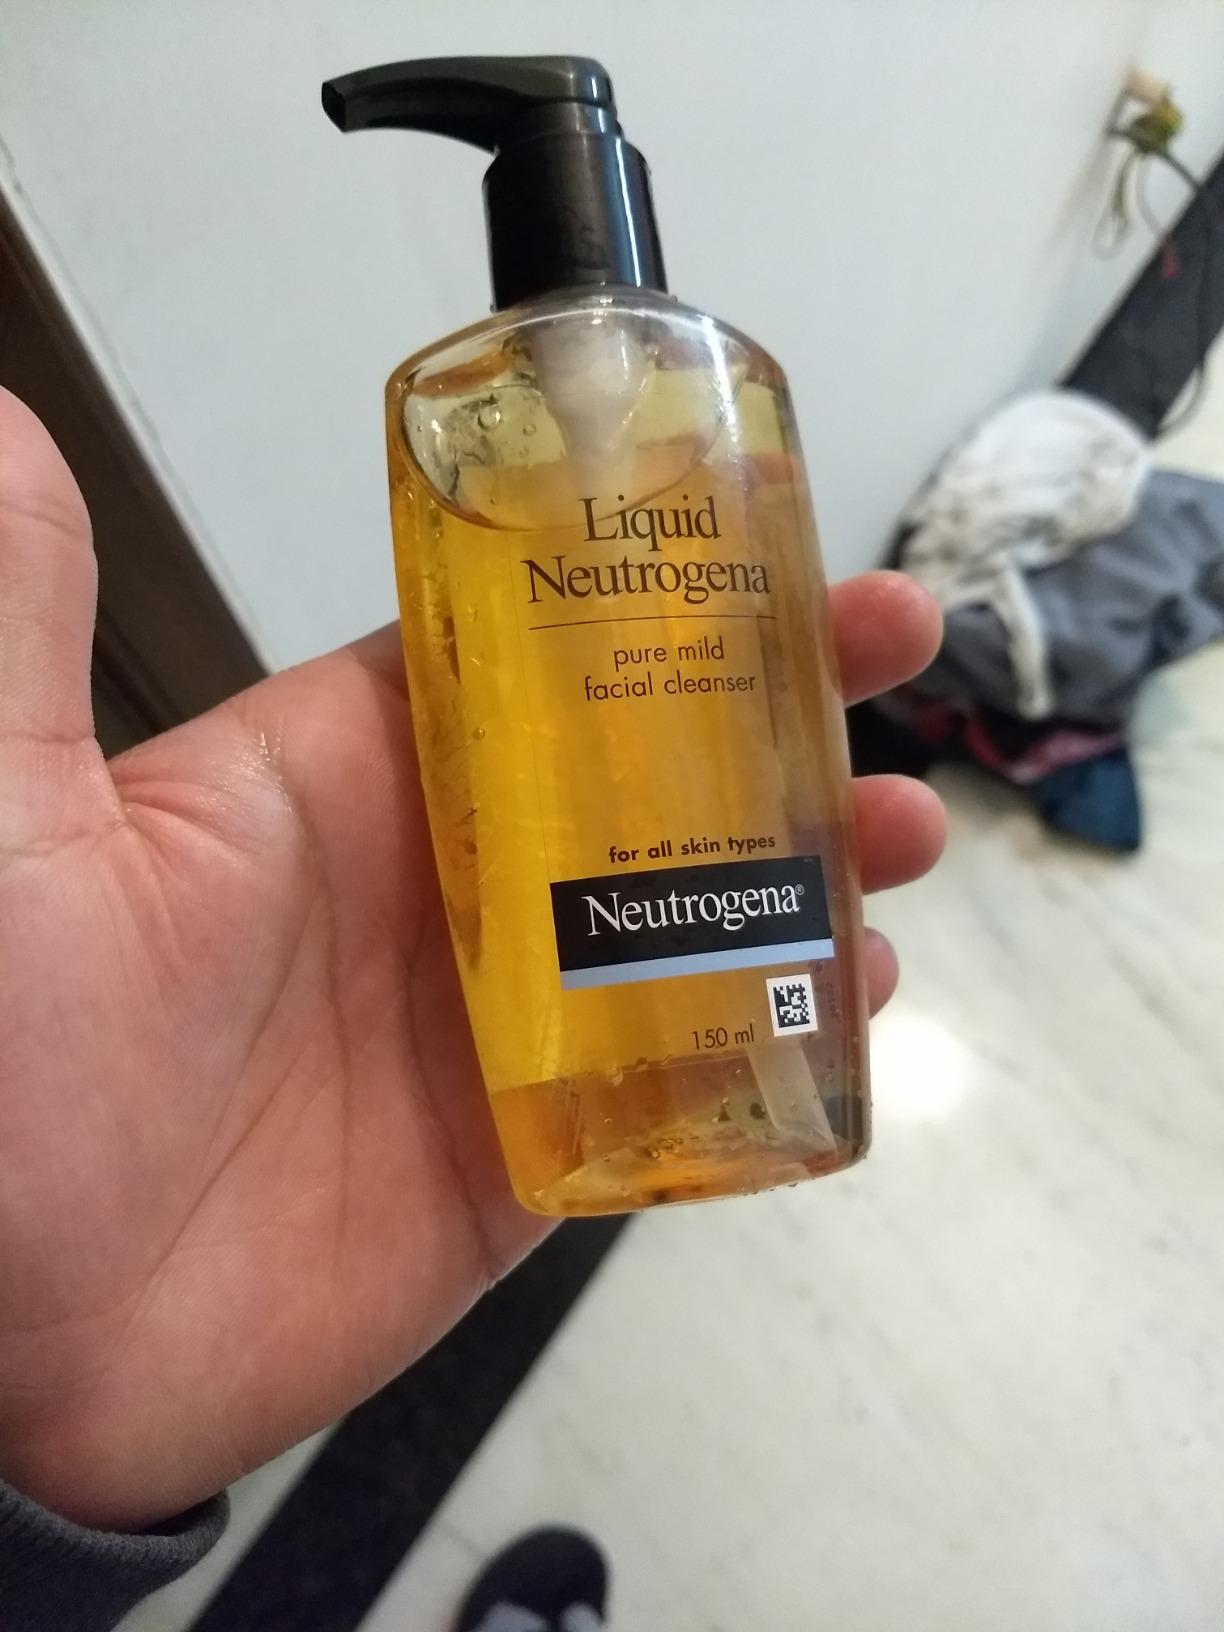 Liquid
Neutrogena
pure mild
facial cleanser
for all skin types
Neutrogena®
150 ml